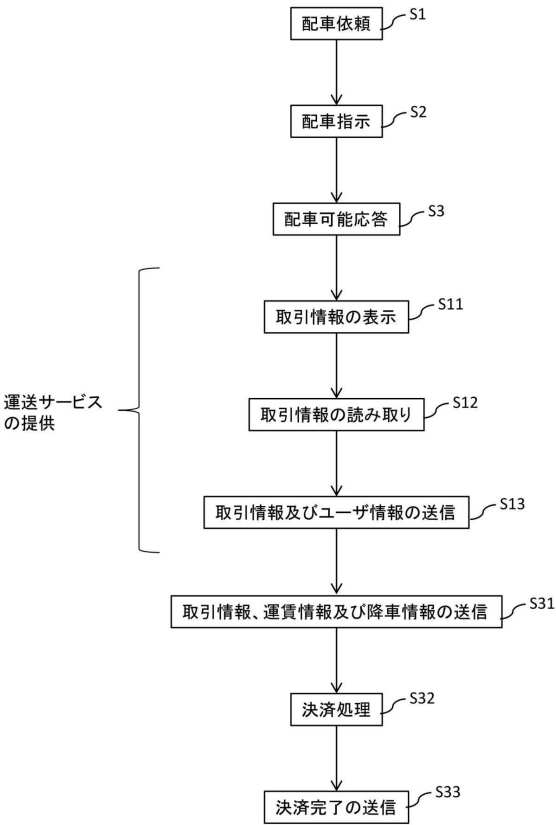 配車依頼
S1
配車指示
S2
配車可能応答
S3
取引情報の表示
S11
運送サービス
の提供
取引情報の読み取り
S12
取引情報及びユーザ情報の送信
S13
取引情報、運賃情報及び降車情報の送信
S31
決済処理
S32
決済完了の送信
S33